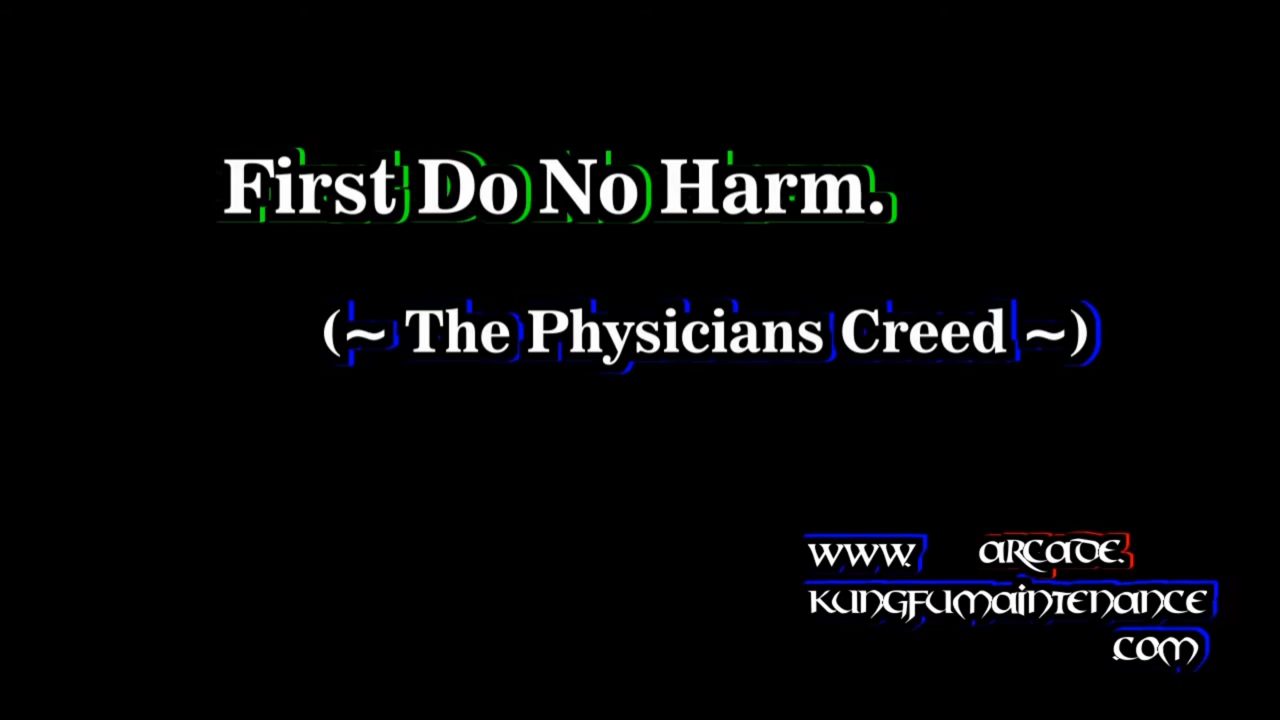 First Do No Harm.
(~ The Physicians Creed ~)
www. arcade.
kungfumaintenance
.com